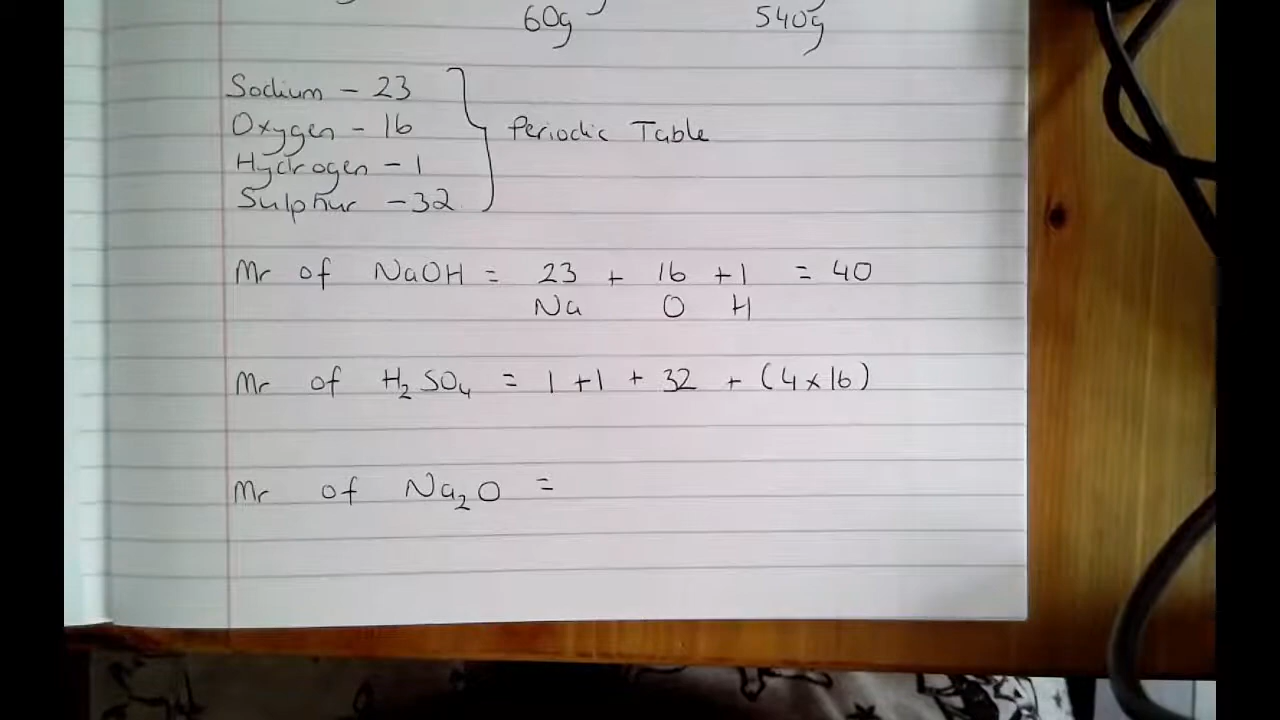 60g 540g
Sodium - 23
Oxygen - 16
Hydrogen - 1
Sulphur - 32
} Periodic Table
Mr of NaOH = 23 + 16 + 1 = 40
Na O H
Mr of H₂SO₄ = 1 + 1 + 32 + (4 × 16)
Mr of Na₂O =